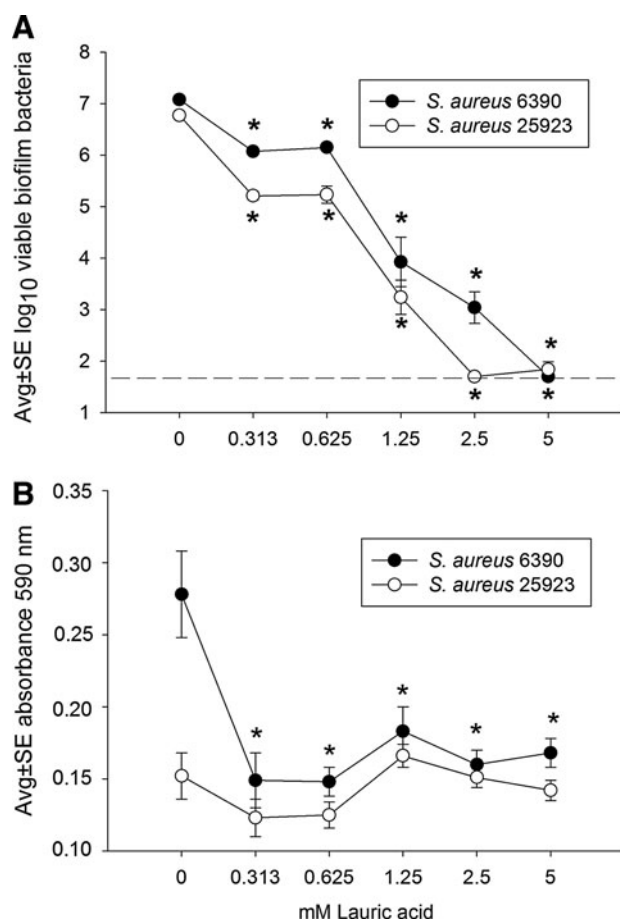 A
Avg±SE log10 viable biofilm bacteria
8
7
6
5
4
3
2
1
S. aureus 6390
S. aureus 25923
* *
* *
*
*
*
*
*
*
0 0.313 0.625 1.25 2.5 5
B
Avg±SE absorbance 590 nm
0.35
0.30
0.25
0.20
0.15
0.10
S. aureus 6390
S. aureus 25923
* * * * *
0 0.313 0.625 1.25 2.5 5
mM Lauric acid